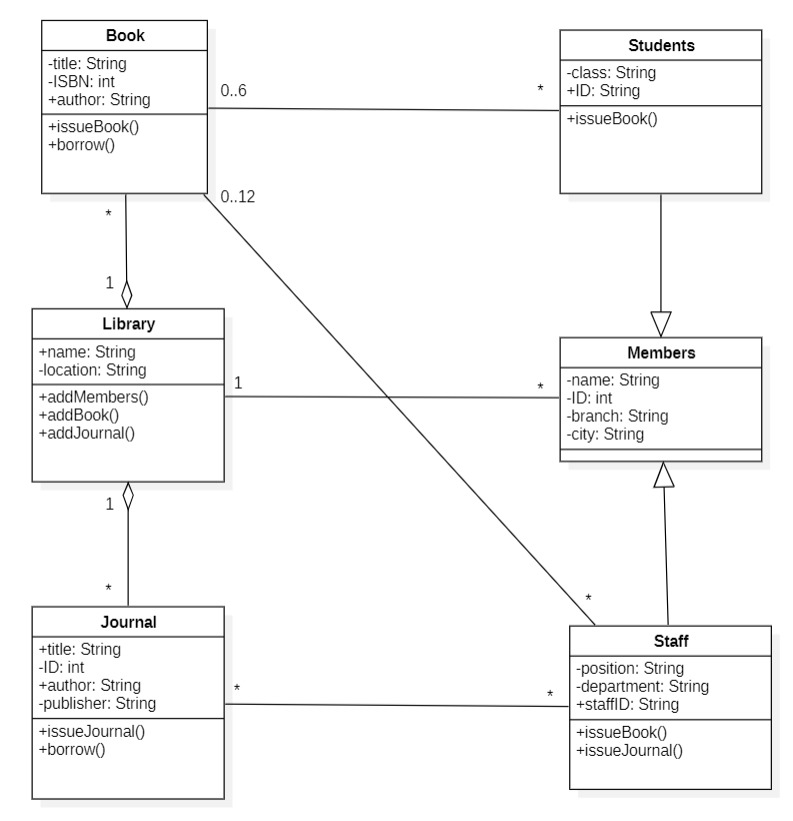 Book
-title: String
-ISBN: int
+author: String
+issueBook()
+borrow()
0..6
*
Students
-class: String
+ID: String
+issueBook()
0..12
*
1
Library
+name: String
-location: String
+addMembers()
+addBook()
+addJournal()
1
*
Members
-name: String
-ID: int
-branch: String
-city: String
1
*
Journal
+title: String
-ID: int
+author: String
-publisher: String
+issueJournal()
+borrow()
*
*
*
Staff
-position: String
-department: String
+staffID: String
+issueBook()
+issueJournal()